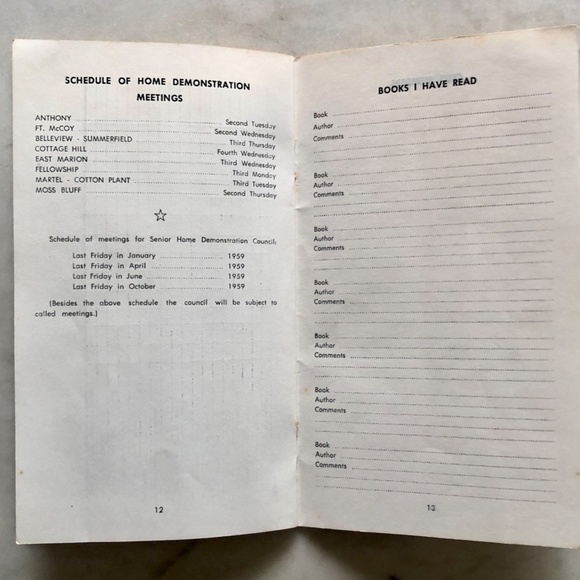 SCHEDULE OF HOME DEMONSTRATION
MEETINGS
ANTHONY Second Tuesday
FT. McCOY Second Wednesday
BELLEVIEW - SUMMERFIELD Third Thursday
COTTAGE HILL Fourth Wednesday
EAST MARION Third Wednesday
FELLOWSHIP Third Monday
MARTEL - COTTON PLANT Third Tuesday
MOSS BLUFF Second Thursday
Schedule of meetings for Senior Home Demonstration Council:
Last Friday in January 1959
Last Friday in April 1959
Last Friday in June 1959
Last Friday in October 1959
(Besides the above schedule the council will be subject to
called meetings.)
12
BOOKS I HAVE READ
Book
Author
Comments
Book
Author
Comments
Book
Author
Comments
Book
Author
Comments
Book
Author
Comments
Book
Author
Comments
Book
Author
Comments
13